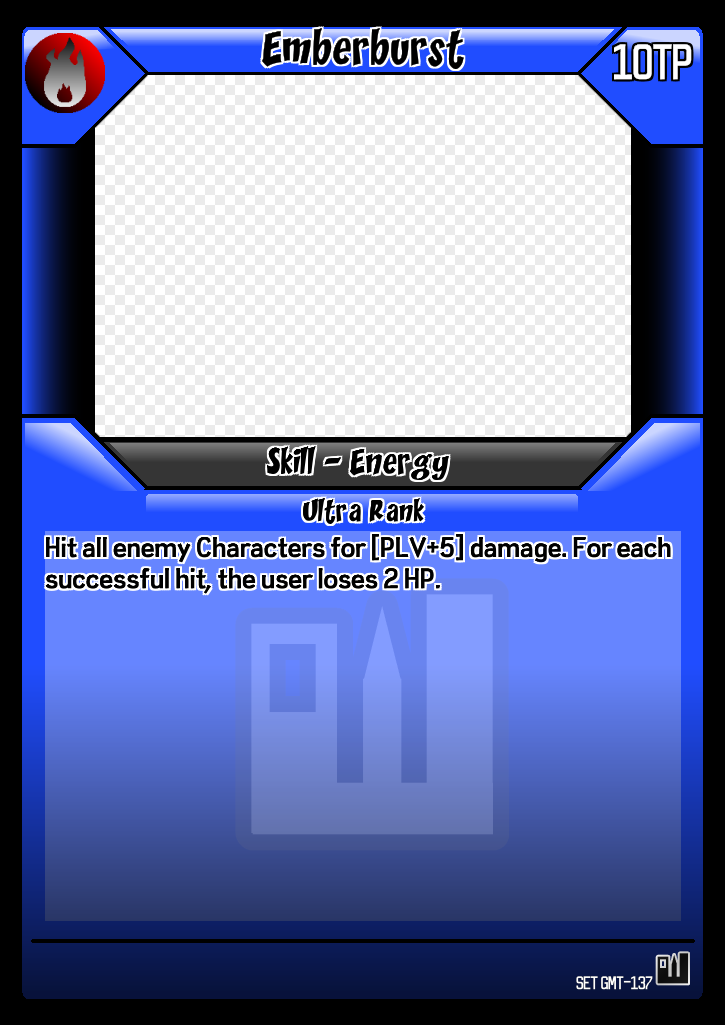 Emberburst
10TP
Skill - Energy
Ultra Rank
Hit all enemy Characters for [PLV+5] damage. For each
successful hit, the user loses 2 HP.
SET GMT-137